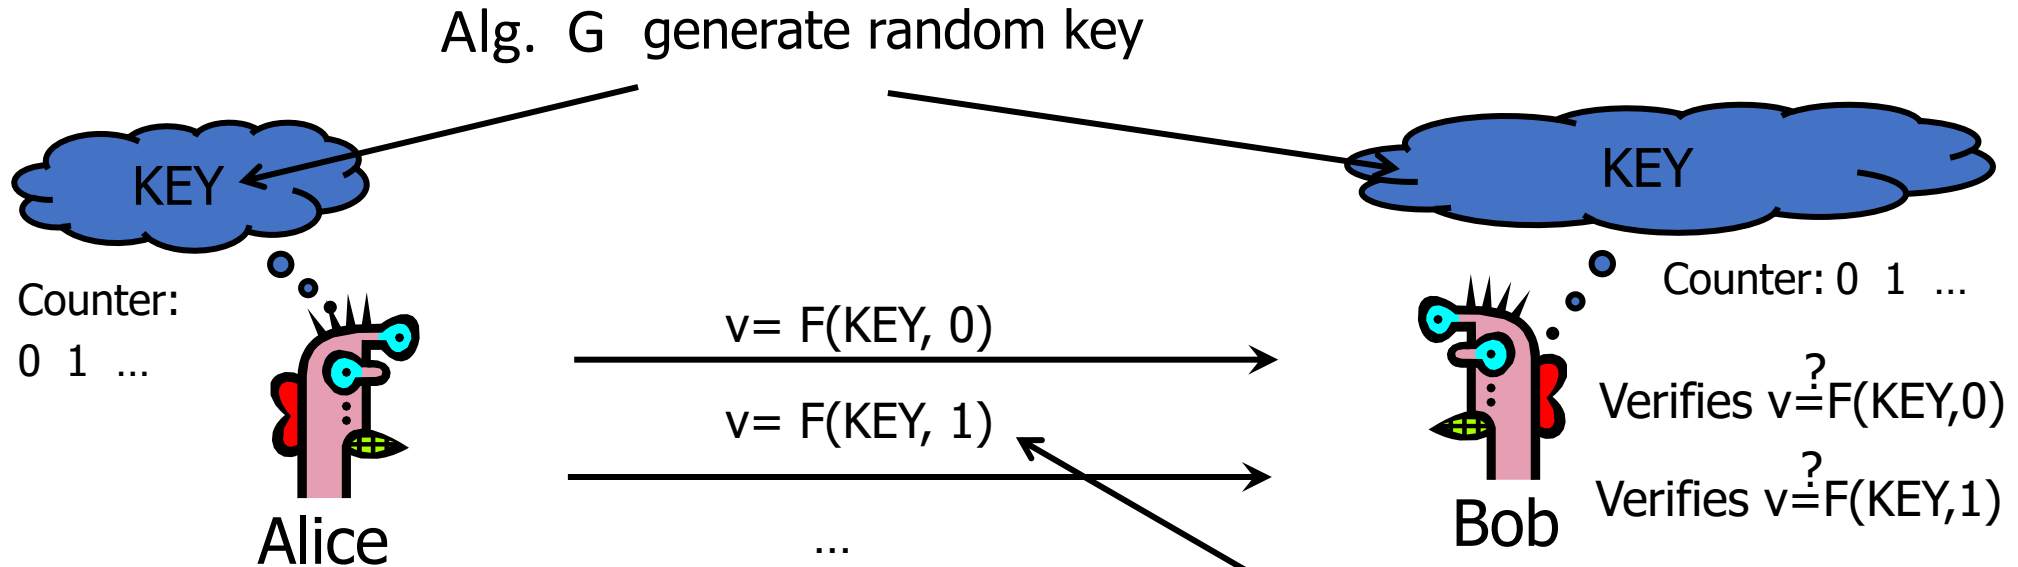 Alg. G generate random key
KEY
KEY
Counter:
0 1 ...
Counter: 0 1 ...
v= F(KEY, 0)
v= F(KEY, 1)
...
?
Verifies v=F(KEY,0)
?
Verifies v=F(KEY,1)
Alice
Bob